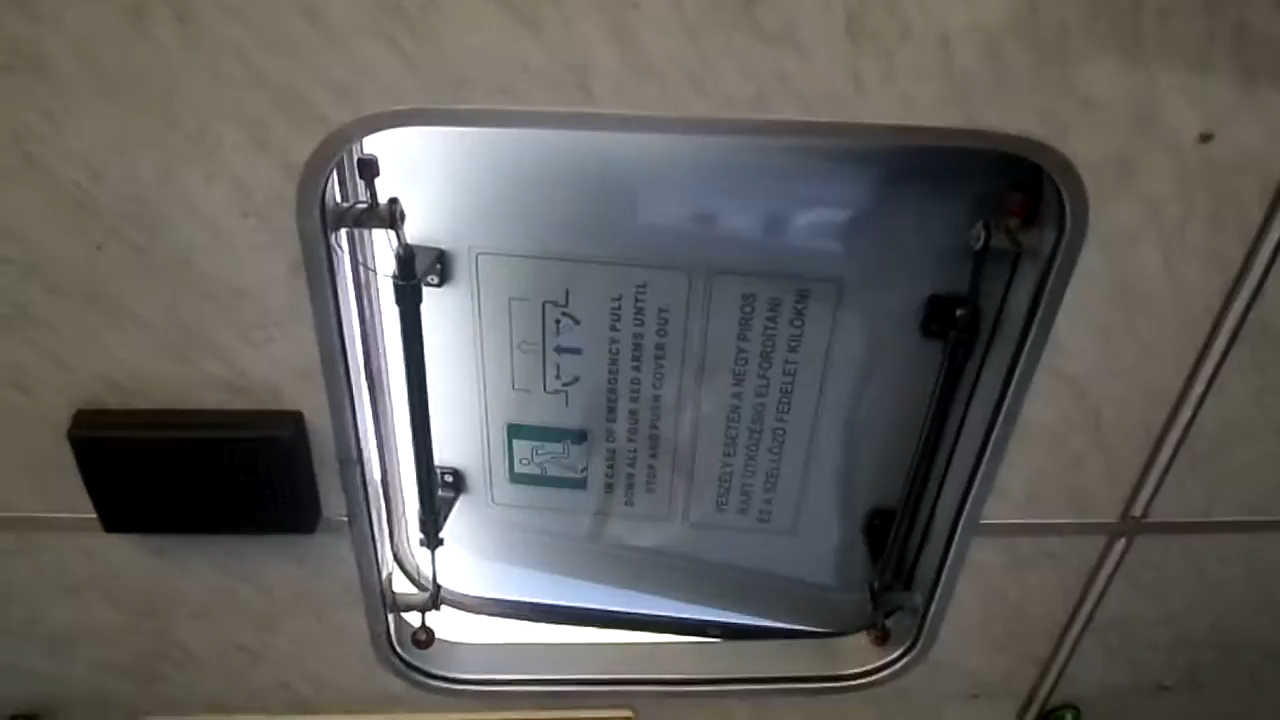 IN CASE OF EMERGENCY PULL
DOWN ALL FOUR RED ARMS UNTIL
STOP AND PUSH COVER OUT.
VESZÉLY ESETÉN A NÉGY PIROS
KART ÜTKÖZÉSIG ELFORDÍTANI
ÉS A SZELLŐZŐ FEDELET KILÖKNI